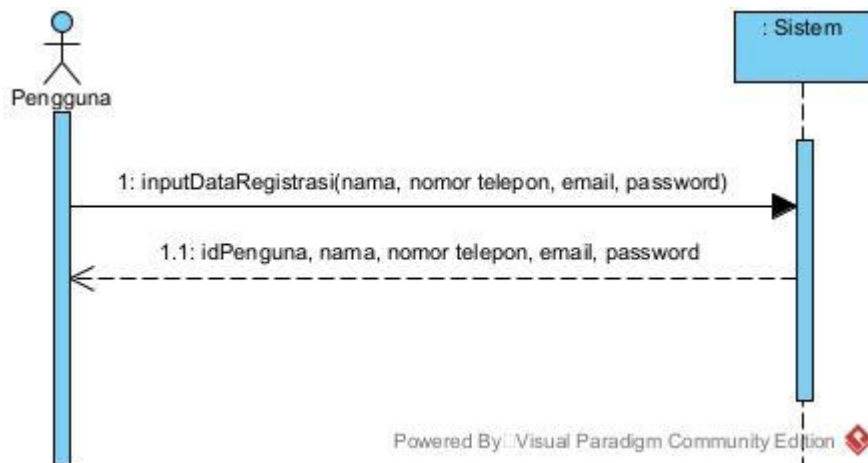 : Sistem
Pengguna
1: inputDataRegistrasi(nama, nomor telepon, email, password)
1.1: idPenguna, nama, nomor telepon, email, password
Powered By Visual Paradigm Community Edition